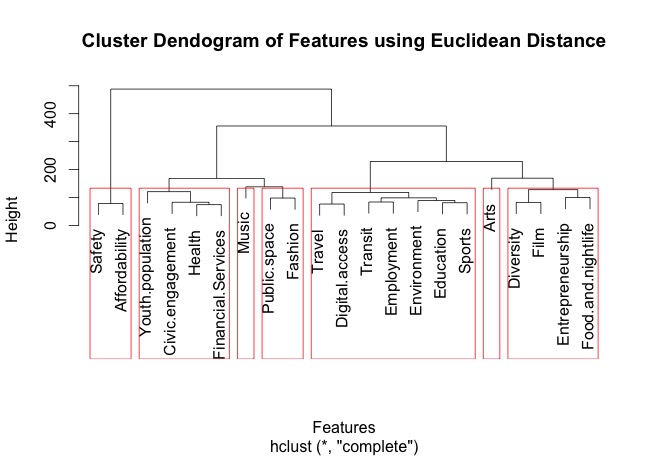 Cluster Dendogram of Features using Euclidean Distance
Height
400
200
0
Safety
Affordability
Youth.population
Civic.engagement
Health
Financial.Services
Music
Public.space
Fashion
Travel
Digital.access
Transit
Employment
Environment
Education
Sports
Arts
Diversity
Film
Entrepreneurship
Food.and.nightlife
Features
hclust (*, "complete")